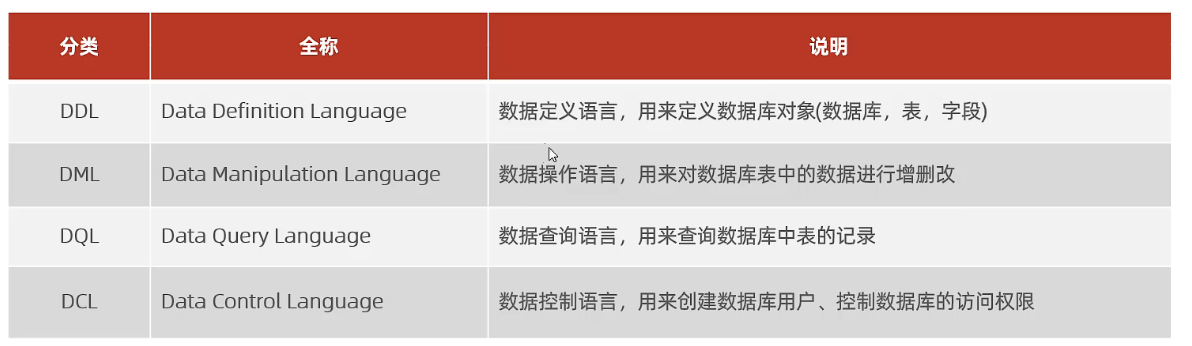 分类 全称 说明
DDL Data Definition Language 数据定义语言，用来定义数据库对象(数据库，表，字段)
DML Data Manipulation Language 数据操作语言，用来对数据库表中的数据进行增删改
DQL Data Query Language 数据查询语言，用来查询数据库中表的记录
DCL Data Control Language 数据控制语言，用来创建数据库用户、控制数据库的访问权限